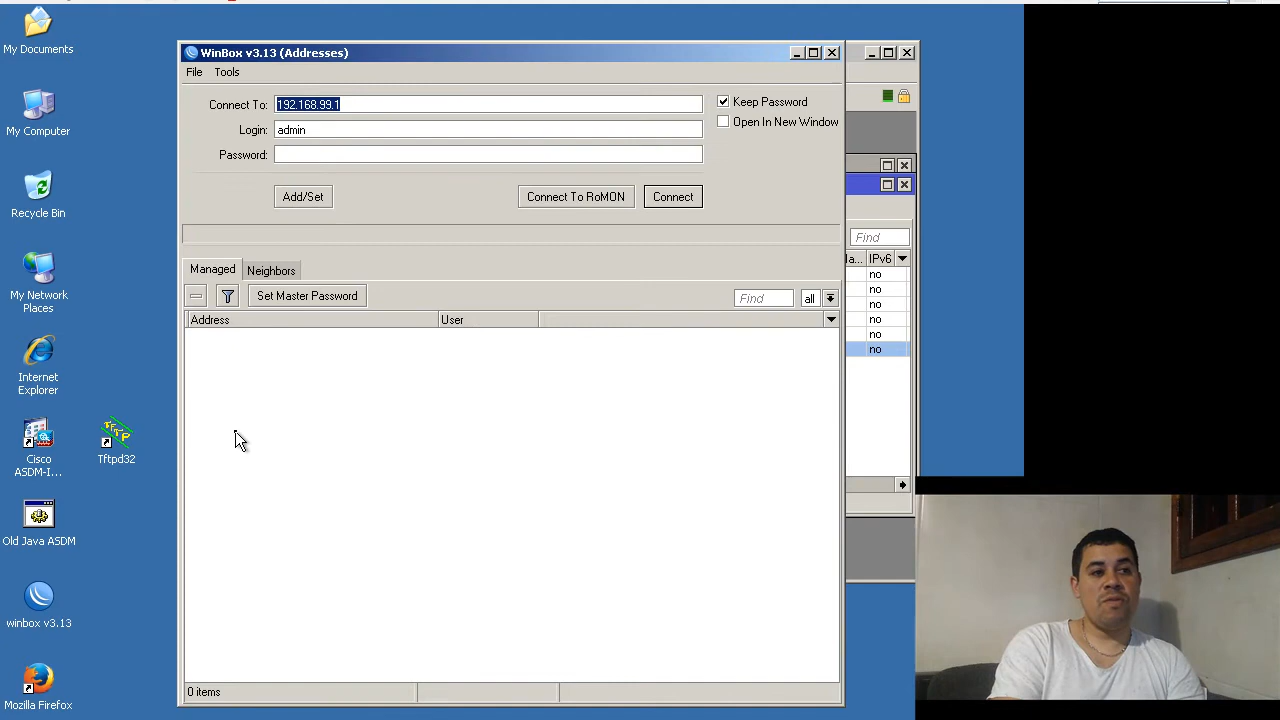 My Documents
My Computer
Recycle Bin
My Network
Places
Internet
Explorer
Cisco
ASDM-I...
Tftpd32
TFTP
Old Java ASDM
winbox v3.13
Mozilla Firefox
WinBox v3.13 (Addresses)
File Tools
Connect To: 192.168.99.1
Keep Password
Login: admin
Open In New Window
Password:
Add/Set
Connect To RoMON
Connect
Managed
Neighbors
Set Master Password
Find
all
Address User
0 items
Find
IPv6
no
no
no
no
no
no